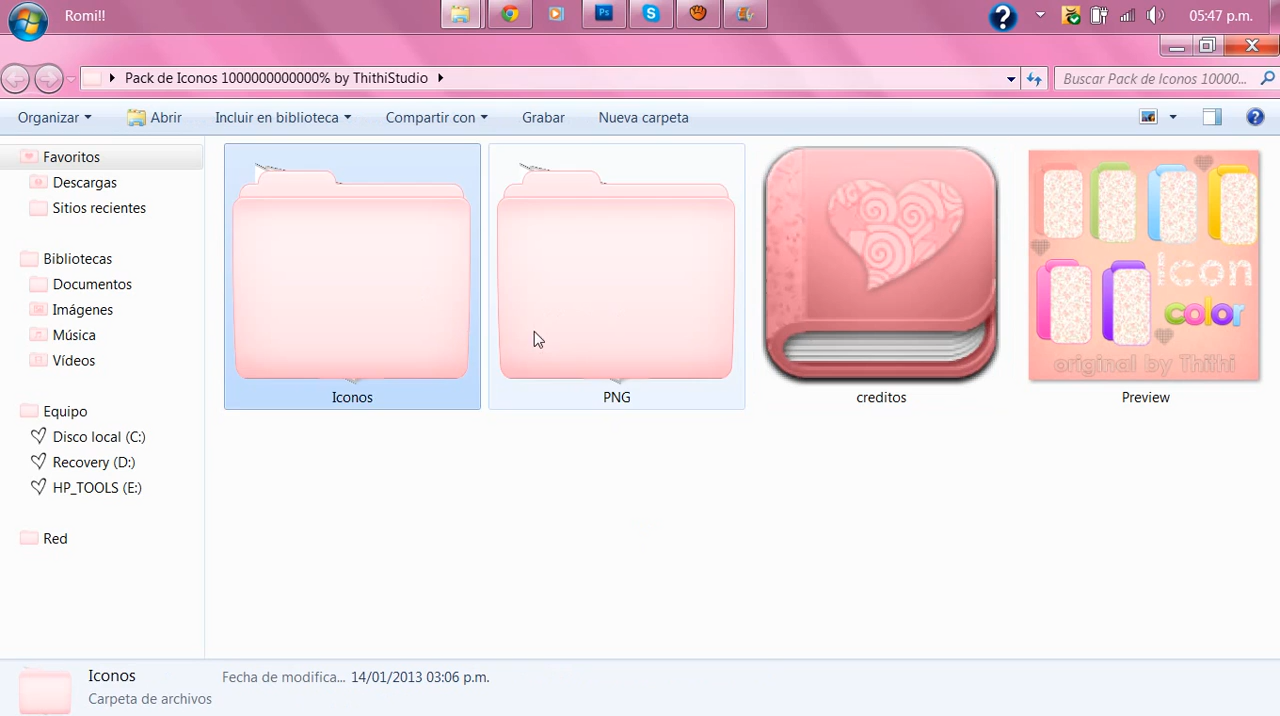 Romi!!
Ps
05:47 p.m.
Pack de Iconos 1000000000000% by ThithiStudio
Buscar Pack de Iconos 10000...
Organizar
Abrir
Incluir en biblioteca
Compartir con
Grabar
Nueva carpeta
Favoritos
Descargas
Sitios recientes
Bibliotecas
Documentos
Imágenes
Música
Vídeos
Equipo
Disco local (C:)
Recovery (D:)
HP_TOOLS (E:)
Red
Icon
color
original by Thithi
Iconos
PNG
creditos
Preview
Iconos
Fecha de modifica... 14/01/2013 03:06 p.m.
Carpeta de archivos